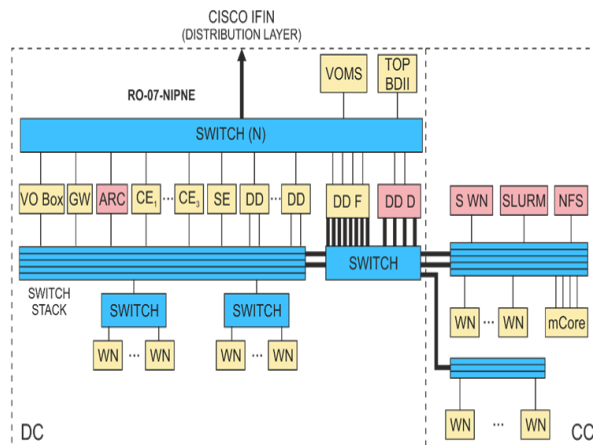 CISCO IFIN
(DISTRIBUTION LAYER)
RO-07-NIPNE
VOMS
TOP
BDII
SWITCH (N)
VO Box
GW
ARC
CE1
...
CE3
SE
DD
...
DD
DD F
DD D
S WN
SLURM
NFS
SWITCH
SWITCH
STACK
SWITCH
SWITCH
WN
...
WN
mCore
WN
...
WN
WN
...
WN
WN
...
WN
DC
CC